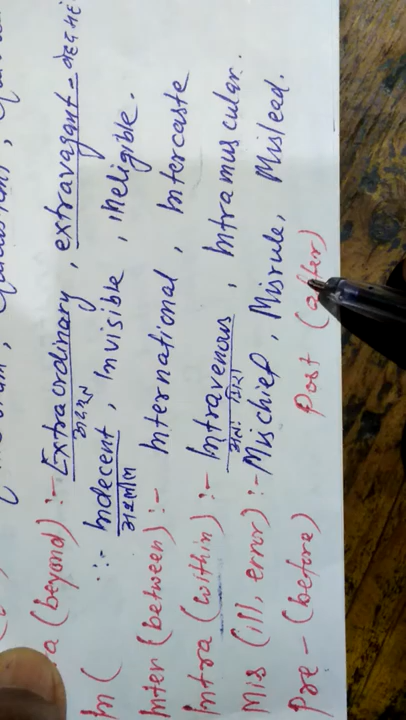 a (beyond) :- Extraordinary, extravagant -
In ( :- Indecent, Invisible, ineligible.
Inter (between) :- International, Intercaste
Intra (within) :- Intravenous, Intramuscular.
Mis (ill, error) :- Mischief, Misrule, Mislead.
Pre - (before) Post (after)